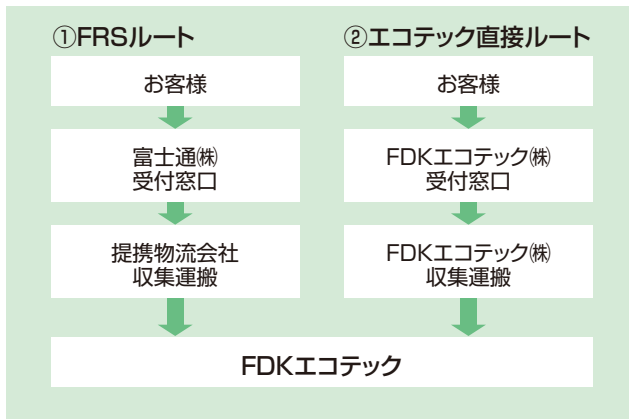 ①FRSルート
お客様
富士通㈱
受付窓口
提携物流会社
収集運搬
②エコテック直接ルート
お客様
FDKエコテック㈱
受付窓口
FDKエコテック㈱
収集運搬
FDKエコテック